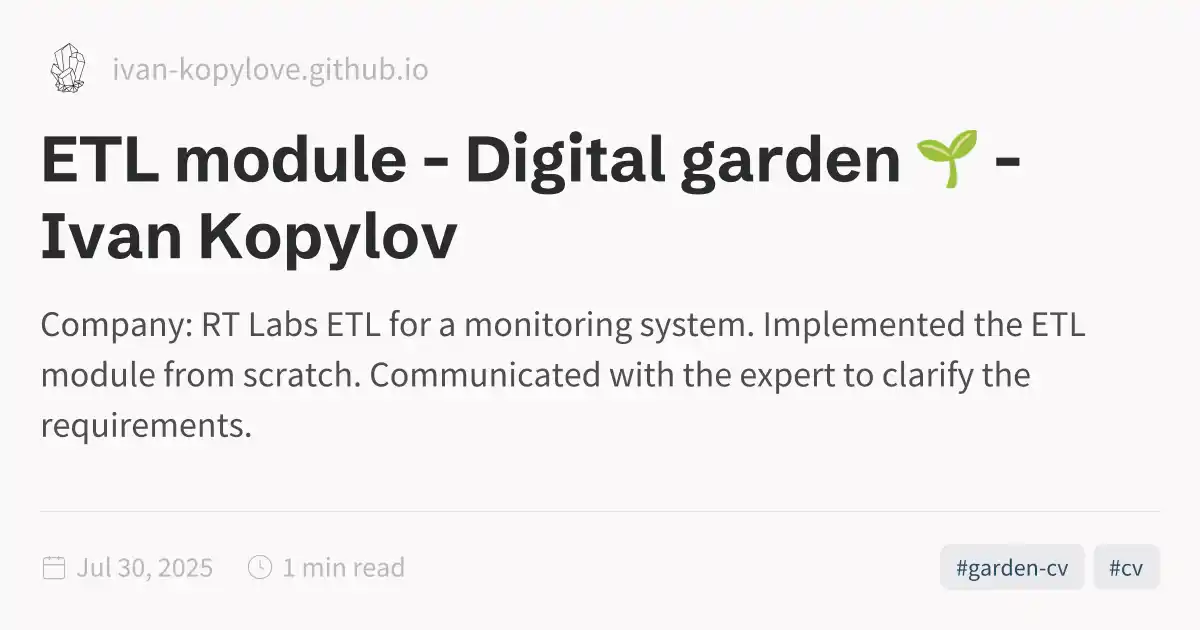 ivan-kopylove.github.io
ETL module - Digital garden 🌱 -
Ivan Kopylov
Company: RT Labs ETL for a monitoring system. Implemented the ETL
module from scratch. Communicated with the expert to clarify the
requirements.
Jul 30, 2025 1 min read #garden-cv #cv